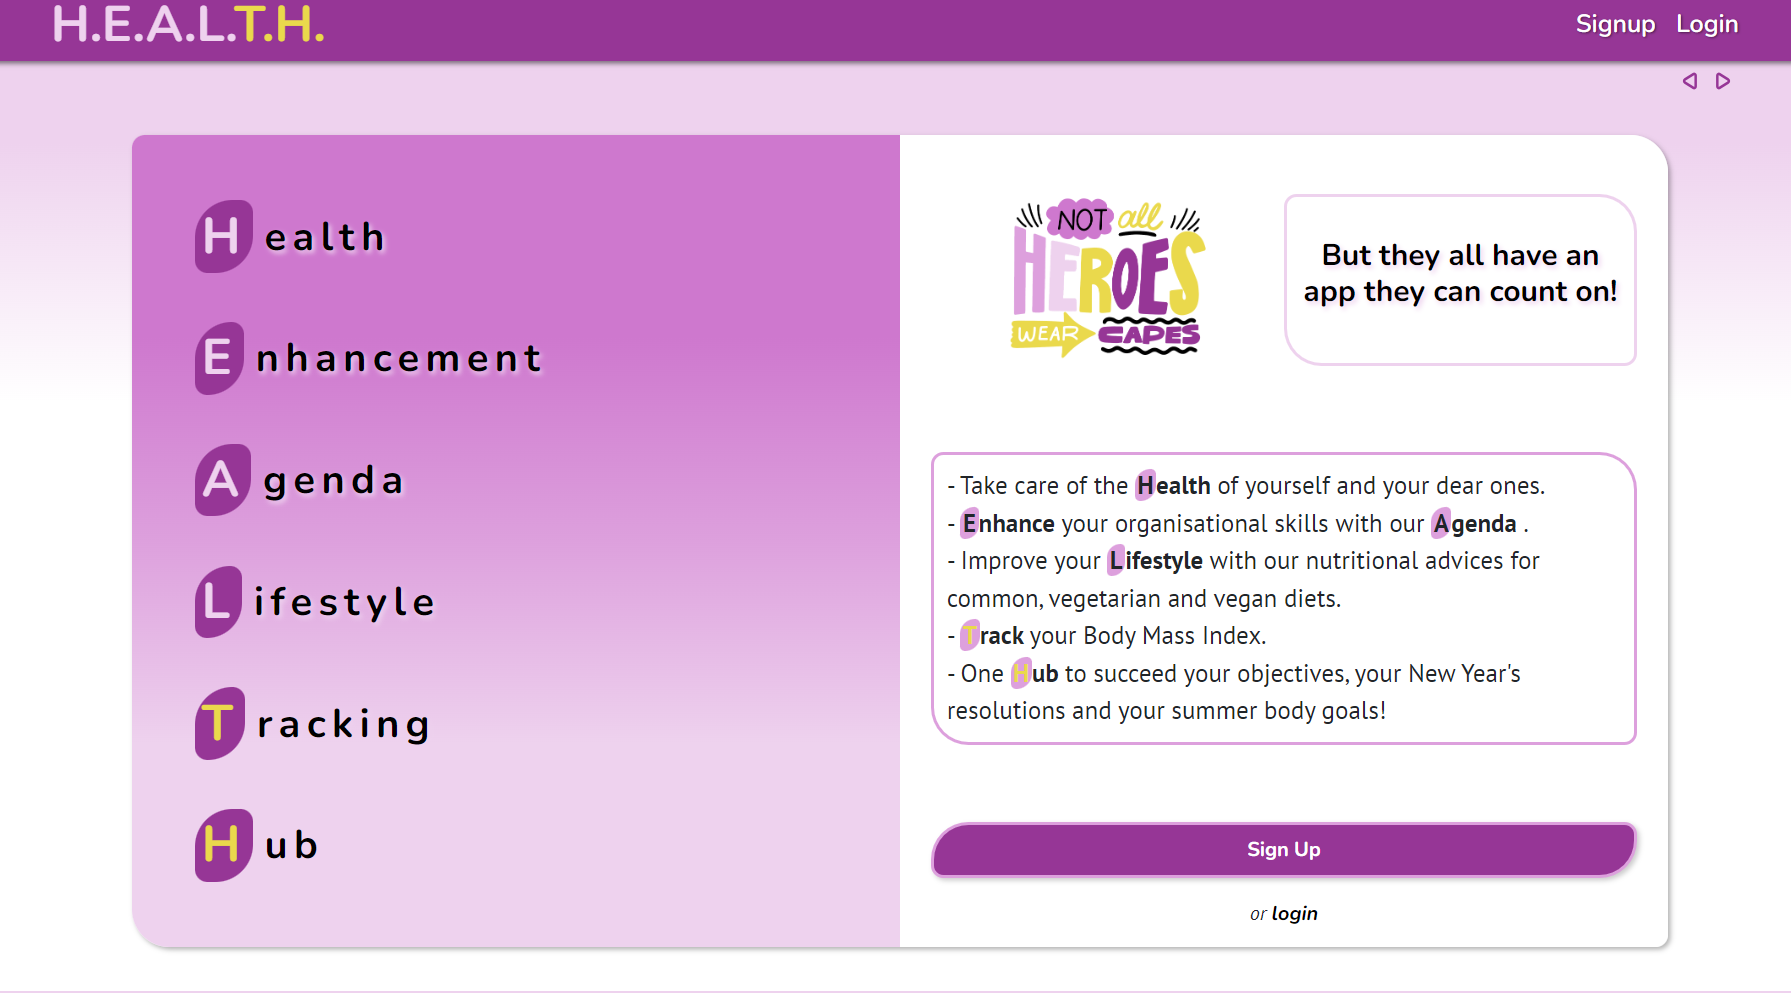 H.E.A.L.T.H.
Signup Login
Health
Enhancement
Agenda
Lifestyle
Tracking
Hub
NOT all
HEROES
WEAR CAPES
But they all have an
app they can count on!
- Take care of the Health of yourself and your dear ones.
- Enhance your organisational skills with our Agenda .
- Improve your Lifestyle with our nutritional advices for
common, vegetarian and vegan diets.
- Track your Body Mass Index.
- One Hub to succeed your objectives, your New Year's
resolutions and your summer body goals!
Sign Up
or login